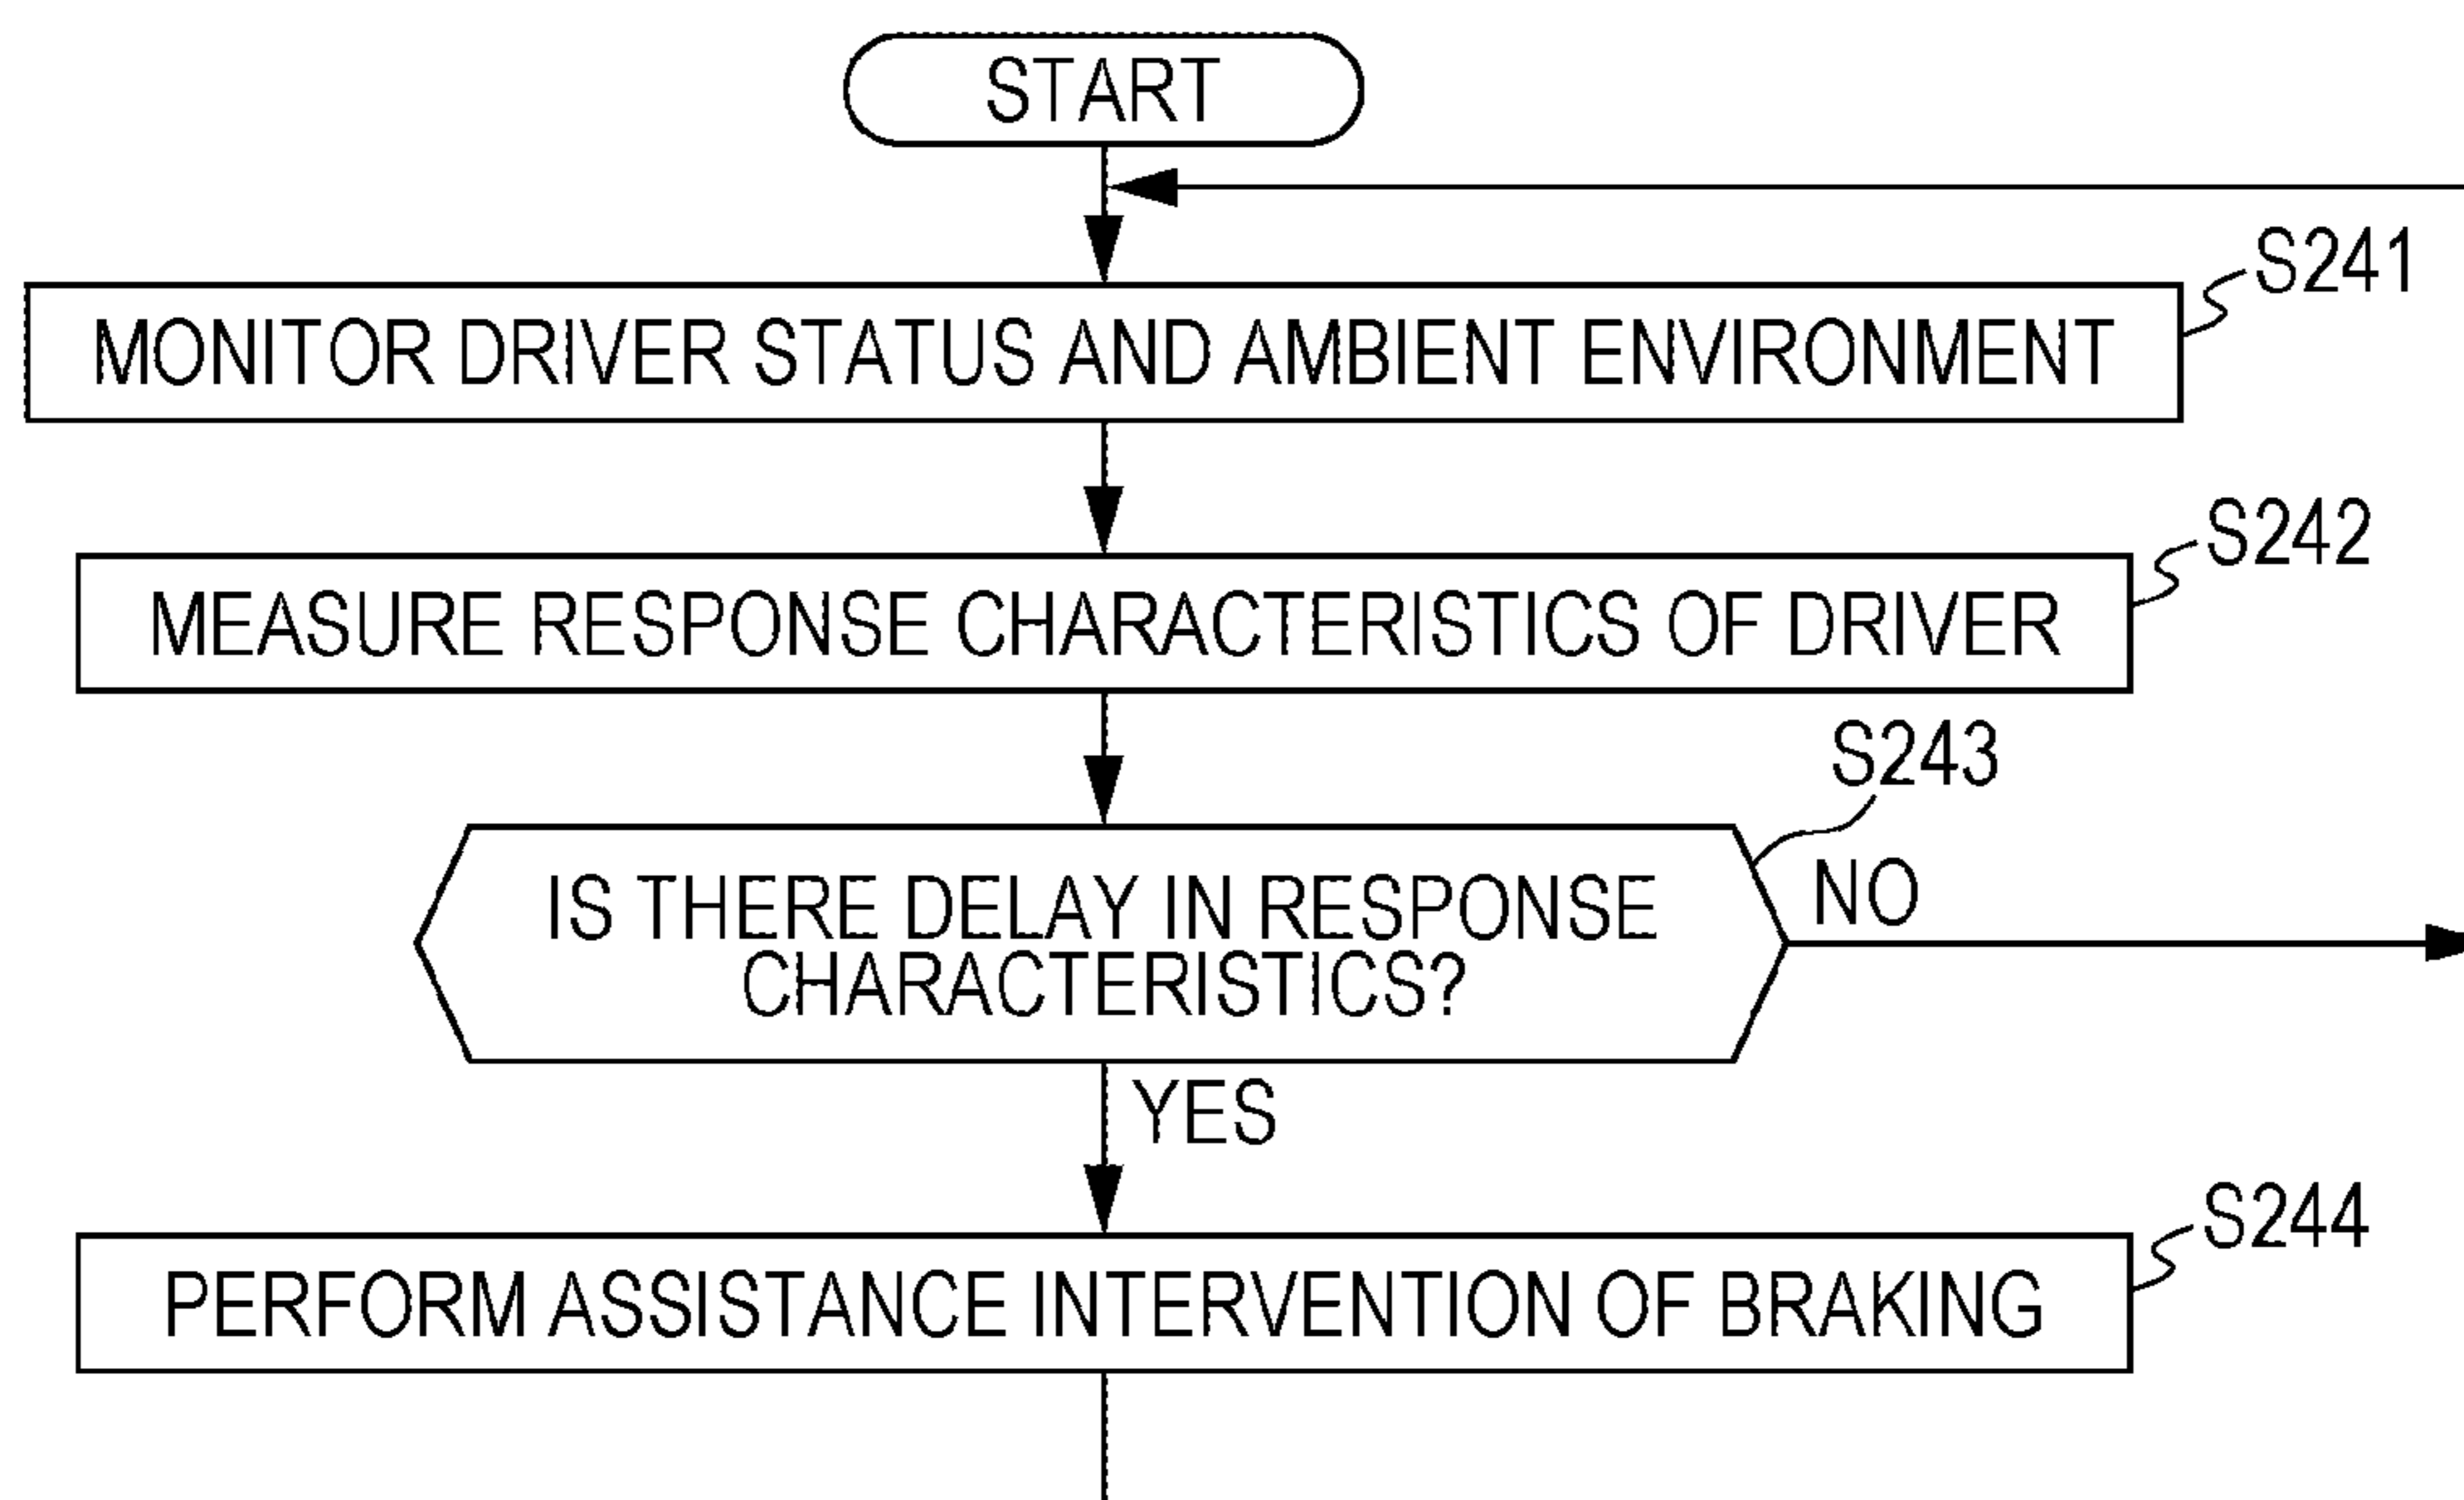 START
S241
MONITOR DRIVER STATUS AND AMBIENT ENVIRONMENT
S242
MEASURE RESPONSE CHARACTERISTICS OF DRIVER
S243
IS THERE DELAY IN RESPONSE
CHARACTERISTICS?
NO
YES
S244
PERFORM ASSISTANCE INTERVENTION OF BRAKING